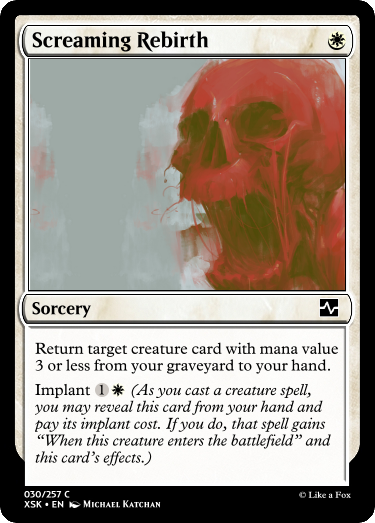 Screaming Rebirth
Sorcery
Return target creature card with mana value
3 or less from your graveyard to your hand.
Implant 1 (As you cast a creature spell,
you may reveal this card from your hand and
pay its implant cost. If you do, that spell gains
“When this creature enters the battlefield” and
this card’s effects.)
030/257 C
XSK • EN Michael Katchan
© Like a Fox